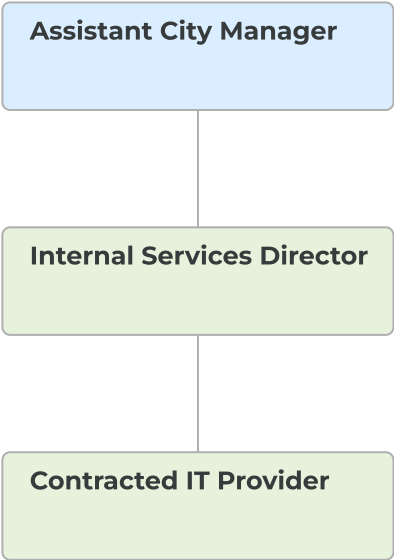 Assistant City Manager
Internal Services Director
Contracted IT Provider